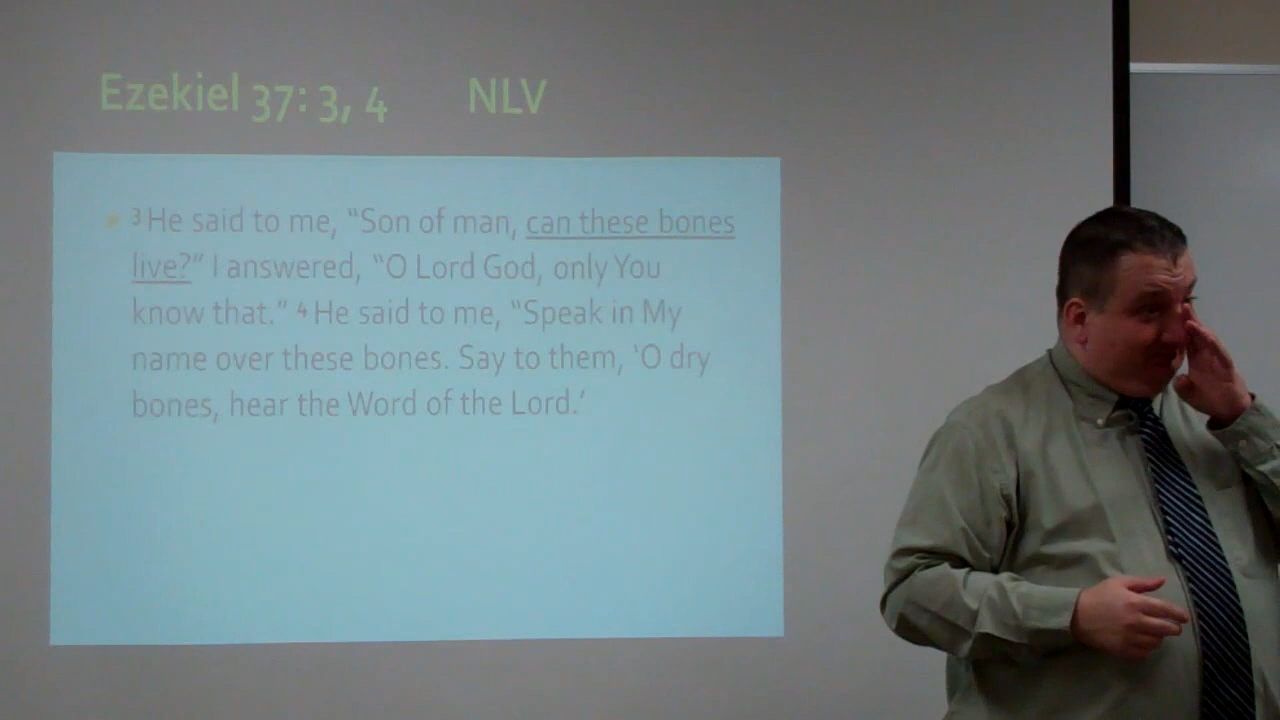 Ezekiel 37: 3, 4 NLV
3 He said to me, “Son of man, can these bones
live?” I answered, “O Lord God, only You
know that.” 4 He said to me, “Speak in My
name over these bones. Say to them, ‘O dry
bones, hear the Word of the Lord.’